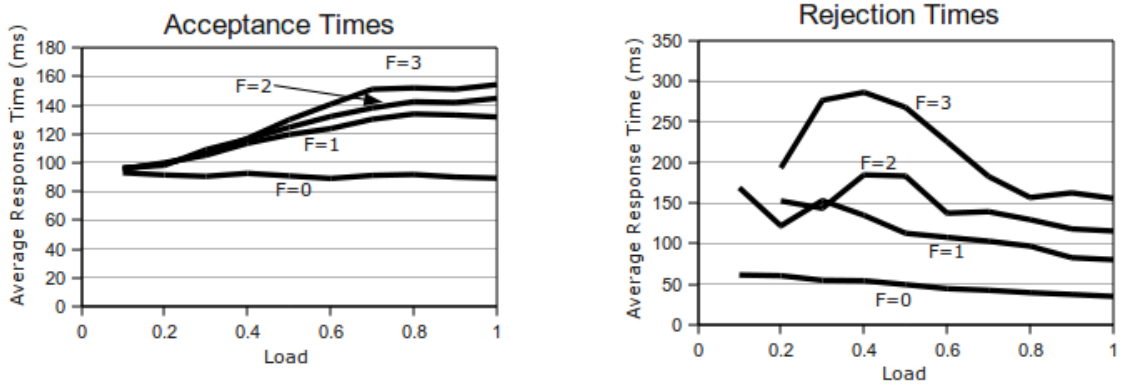 Acceptance Times
Average Response Time (ms)
180
160
140
120
100
80
60
40
20
0
F=3
F=2
F=1
F=0
0 0.2 0.4 0.6 0.8 1
Load
Rejection Times
Average Response Time (ms)
350
300
250
200
150
100
50
0
F=3
F=2
F=1
F=0
0 0.2 0.4 0.6 0.8 1
Load